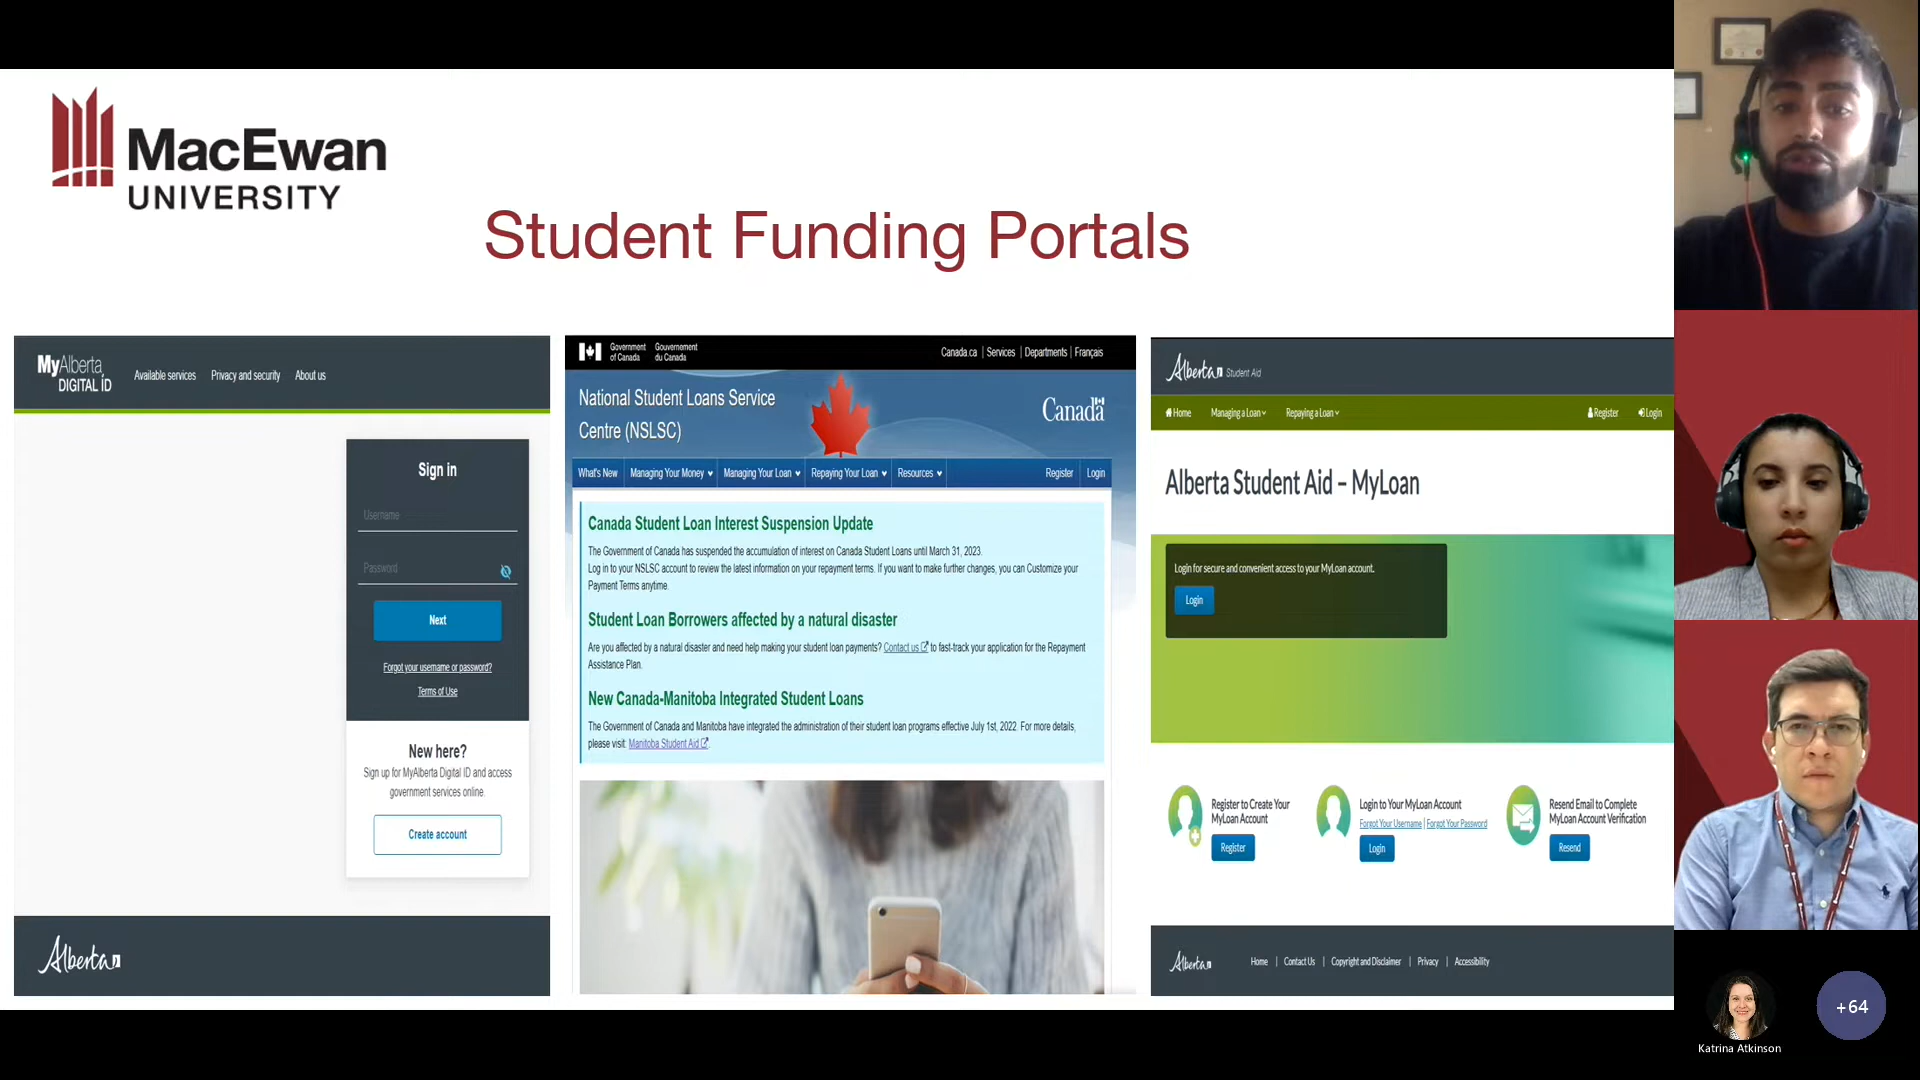 MacEwan
UNIVERSITY
Student Funding Portals
MyAlberta
DIGITAL ID
Available services
Privacy and security
About us
Sign in
Username
Password
Next
Forgot your username or password?
Terms of Use
New here?
Sign up for MyAlberta Digital ID and access
government services online.
Create account
Alberta
Government
of Canada
Gouvernement
du Canada
Canada.ca | Services | Departments | Français
National Student Loans Service
Centre (NSLSC)
Canada
What's New
Managing Your Money
Managing Your Loan
Repaying Your Loan
Resources
Register
Login
Canada Student Loan Interest Suspension Update
The Government of Canada has suspended the accumulation of interest on Canada Student Loans until March 31, 2023.
Log in to your NSLSC account to review the latest information on your repayment terms. If you want to make further changes, you can Customize your
Payment Terms anytime.
Student Loan Borrowers affected by a natural disaster
Are you affected by a natural disaster and need help making your student loan payments? Contact us to fast-track your application for the Repayment
Assistance Plan.
New Canada-Manitoba Integrated Student Loans
The Government of Canada and Manitoba have integrated the administration of their student loan programs effective July 1st, 2022. For more details,
please visit: Manitoba Student Aid.
Alberta Student Aid
Home
Managing a Loan
Repaying a Loan
Register
Login
Alberta Student Aid – MyLoan
Login for secure and convenient access to your MyLoan account.
Login
Register to Create Your
MyLoan Account
Register
Login to Your MyLoan Account
Forgot Your Username | Forgot Your Password
Login
Resend Email to Complete
MyLoan Account Verification
Resend
Alberta
Home | Contact Us | Copyright and Disclaimer | Privacy | Accessibility
+64
Katrina Atkinson